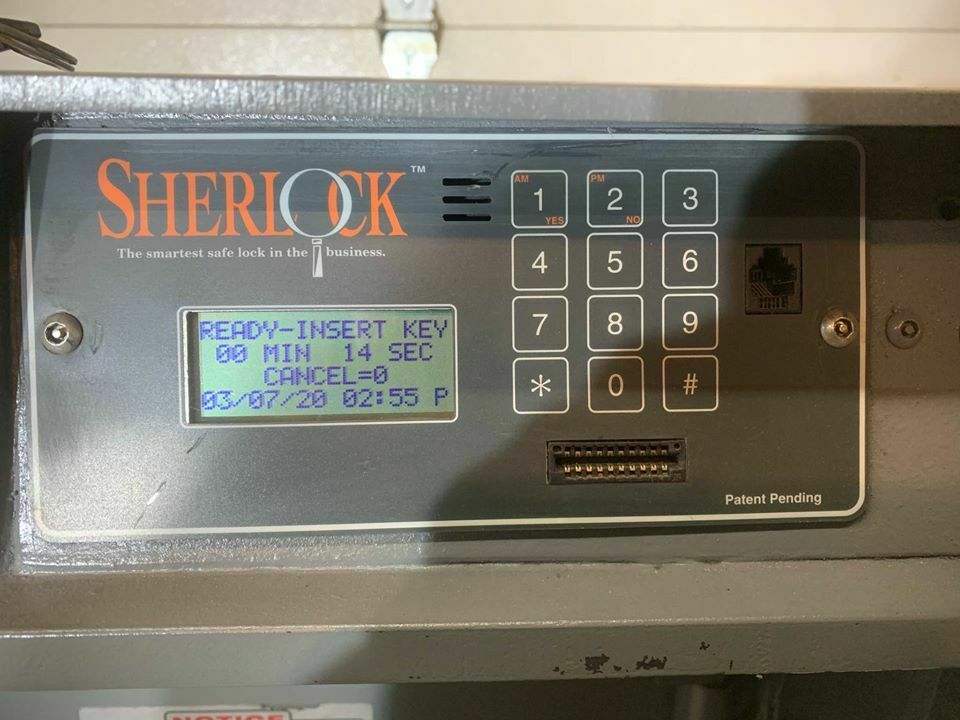 SHERLOCK™
The smartest safe lock in the business.
READY-INSERT KEY
00 MIN 14 SEC
CANCEL=0
03/07/20 02:55 P
AM 1 YES
PM 2 NO
3
4 5 6
7 8 9
* 0 #
Patent Pending
NOTICE